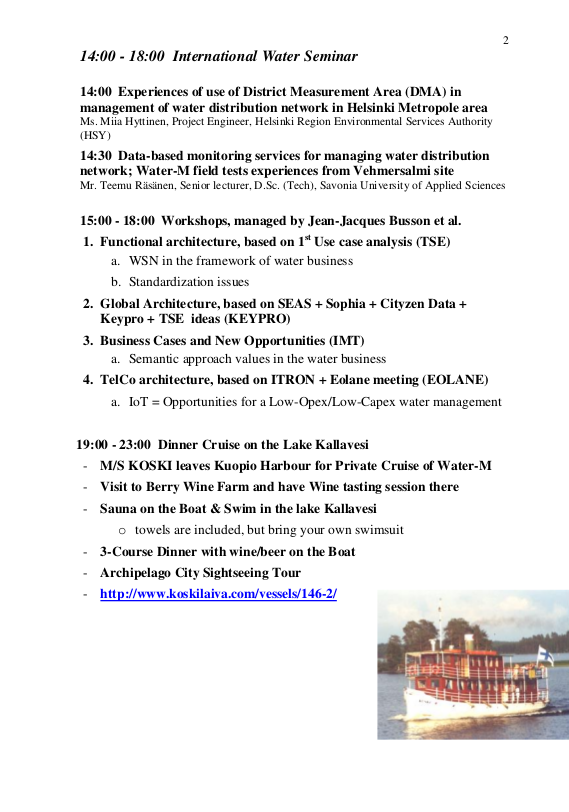 2
14:00 - 18:00 International Water Seminar
14:00 Experiences of use of District Measurement Area (DMA) in
management of water distribution network in Helsinki Metropole area
Ms. Miia Hyttinen, Project Engineer, Helsinki Region Environmental Services Authority
(HSY)
14:30 Data-based monitoring services for managing water distribution
network; Water-M field tests experiences from Vehmersalmi site
Mr. Teemu Räsänen, Senior lecturer, D.Sc. (Tech), Savonia University of Applied Sciences
15:00 - 18:00 Workshops, managed by Jean-Jacques Busson et al.
1. Functional architecture, based on 1st Use case analysis (TSE)
a. WSN in the framework of water business
b. Standardization issues
2. Global Architecture, based on SEAS + Sophia + Cityzen Data +
Keypro + TSE ideas (KEYPRO)
3. Business Cases and New Opportunities (IMT)
a. Semantic approach values in the water business
4. TelCo architecture, based on ITRON + Eolane meeting (EOLANE)
a. IoT = Opportunities for a Low-Opex/Low-Capex water management
19:00 - 23:00 Dinner Cruise on the Lake Kallavesi
- M/S KOSKI leaves Kuopio Harbour for Private Cruise of Water-M
- Visit to Berry Wine Farm and have Wine tasting session there
- Sauna on the Boat & Swim in the lake Kallavesi
o towels are included, but bring your own swimsuit
- 3-Course Dinner with wine/beer on the Boat
- Archipelago City Sightseeing Tour
- http://www.koskilaiva.com/vessels/146-2/